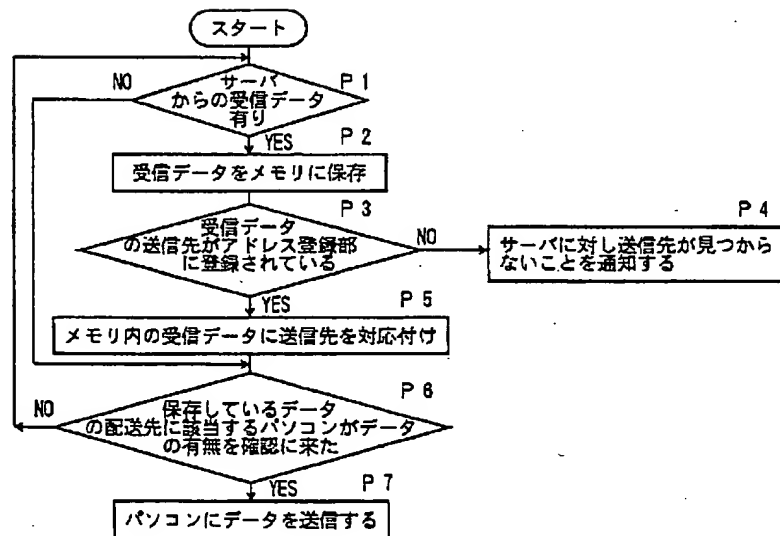 スタート
P 1
NO
サーバ
からの受信データ
有り
YES
P 2
受信データをメモリに保存
P 3
受信データ
の送信先がアドレス登録部
に登録されている
NO
P 4
サーバに対し送信先が見つから
ないことを通知する
YES
P 5
メモリ内の受信データに送信先を対応付け
P 6
NO
保存しているデータ
の配送先に該当するパソコンがデータ
の有無を確認に来た
YES
P 7
パソコンにデータを送信する